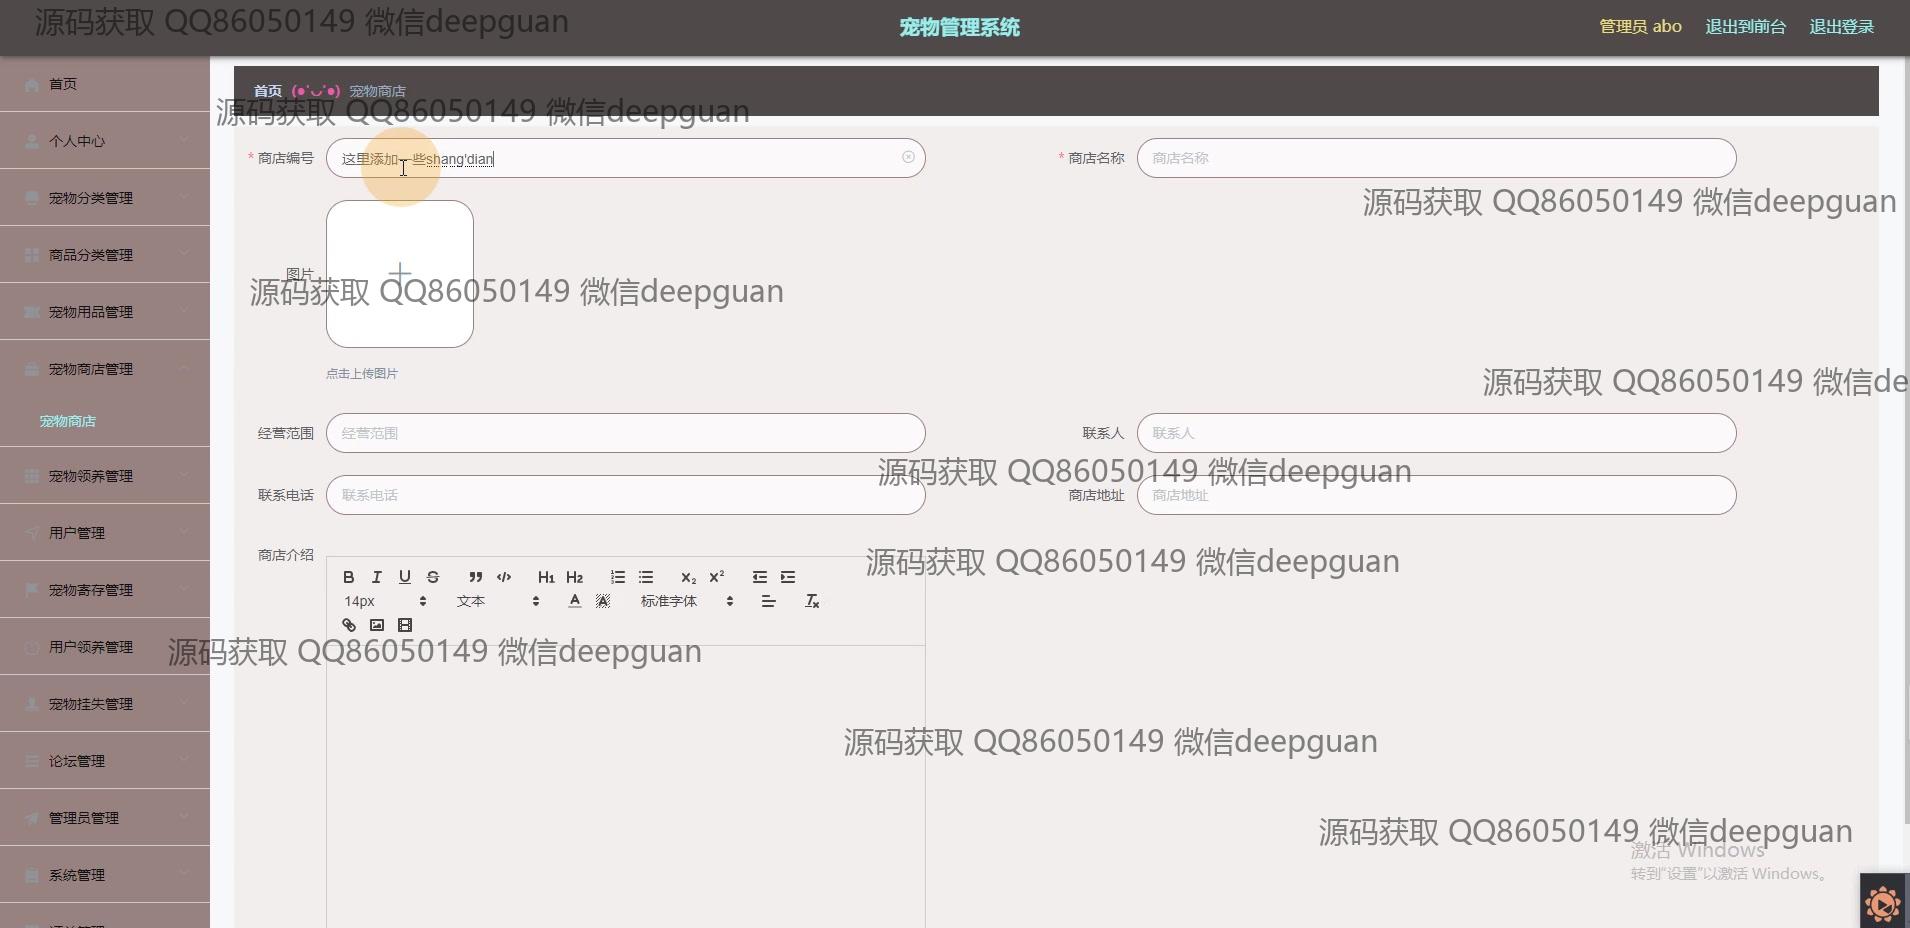 源码获取 QQ86050149 微信deepguan
宠物管理系统
管理员 abo 退出到前台 退出登录
首页
个人中心
宠物分类管理
商品分类管理
宠物用品管理
宠物商店管理
宠物商店
宠物领养管理
用户管理
宠物寄存管理
用户领养管理
宠物挂失管理
论坛管理
管理员管理
系统管理
首页 (●'◡'●) 宠物商店
源码获取 QQ86050149 微信deepguan
* 商店编号 这里添加一些shang'dian
* 商店名称 商店名称
源码获取 QQ86050149 微信deepguan
图片
源码获取 QQ86050149 微信deepguan
点击上传图片
源码获取 QQ86050149 微信de
经营范围 经营范围
联系人 联系人
源码获取 QQ86050149 微信deepguan
联系电话 联系电话
商店地址 商店地址
商店介绍
源码获取 QQ86050149 微信deepguan
B I U S H1 H2 X2 X2
14px 文本 A A 标准字体 Tx
源码获取 QQ86050149 微信deepguan
源码获取 QQ86050149 微信deepguan
源码获取 QQ86050149 微信deepguan
激活 Windows
转到“设置”以激活 Windows。